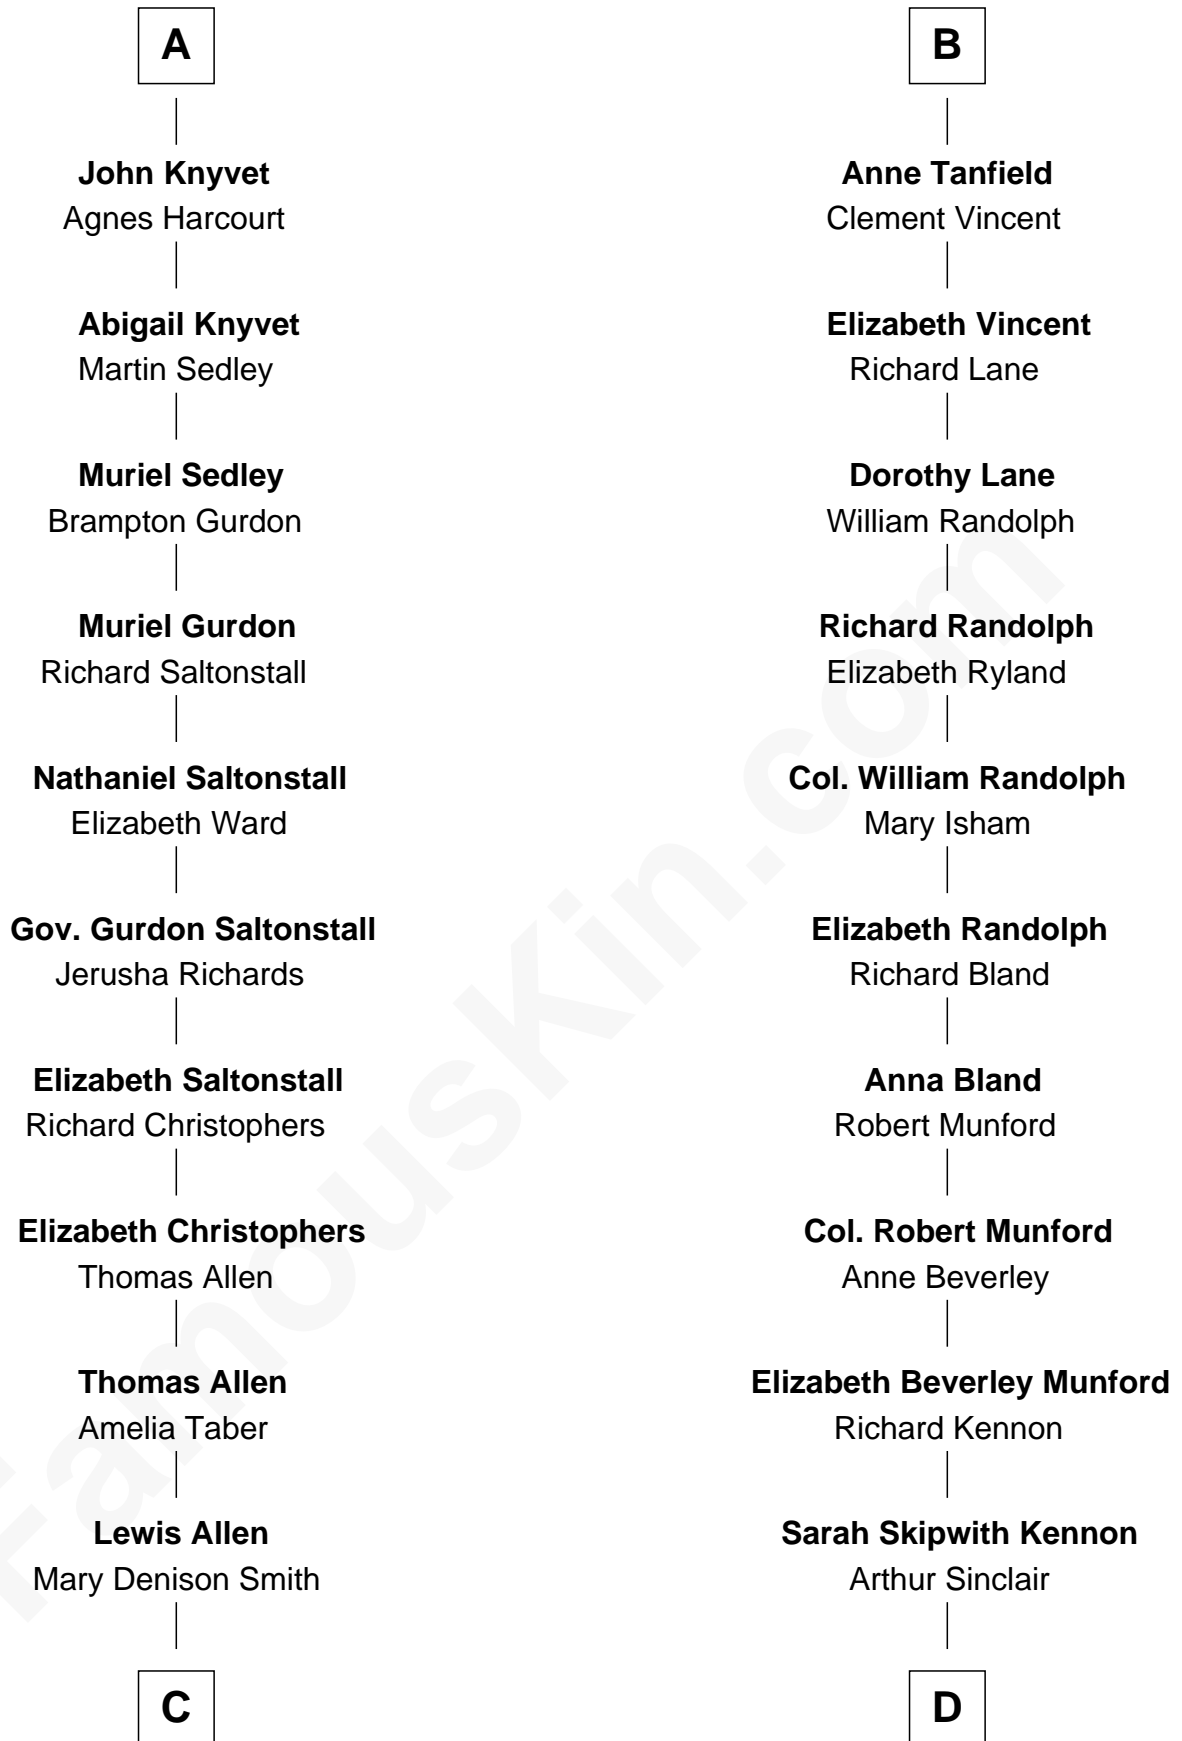 A
John Knyvet
Agnes Harcourt
Abigail Knyvet
Martin Sedley
Muriel Sedley
Brampton Gurdon
Muriel Gurdon
Richard Saltonstall
Nathaniel Saltonstall
Elizabeth Ward
Gov. Gurdon Saltonstall
Jerusha Richards
Elizabeth Saltonstall
Richard Christophers
Elizabeth Christophers
Thomas Allen
Thomas Allen
Amelia Taber
Lewis Allen
Mary Denison Smith
C
B
Anne Tanfield
Clement Vincent
Elizabeth Vincent
Richard Lane
Dorothy Lane
William Randolph
Richard Randolph
Elizabeth Ryland
Col. William Randolph
Mary Isham
Elizabeth Randolph
Richard Bland
Anna Bland
Robert Munford
Col. Robert Munford
Anne Beverley
Elizabeth Beverley Munford
Richard Kennon
Sarah Skipwith Kennon
Arthur Sinclair
D
FamousKin.com